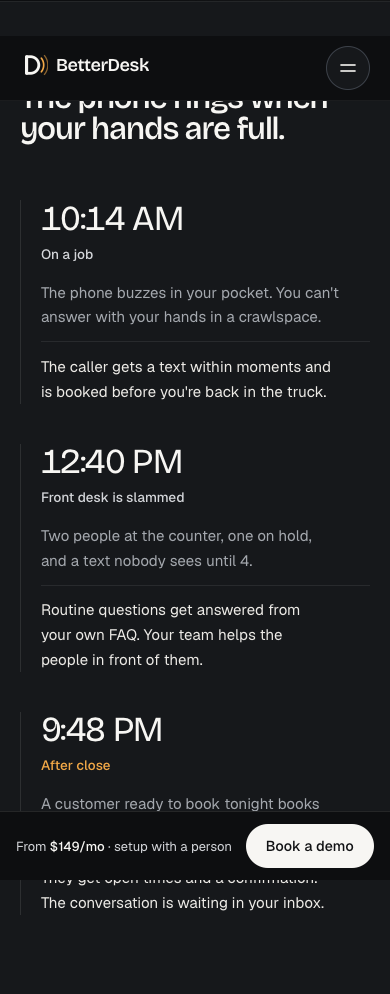 BetterDesk
The phone rings when
your hands are full.
10:14 AM
On a job
The phone buzzes in your pocket. You can't
answer with your hands in a crawlspace.
The caller gets a text within moments and
is booked before you're back in the truck.
12:40 PM
Front desk is slammed
Two people at the counter, one on hold,
and a text nobody sees until 4.
Routine questions get answered from
your own FAQ. Your team helps the
people in front of them.
9:48 PM
After close
A customer ready to book tonight books
From $149/mo · setup with a person
Book a demo
They get open times and a confirmation.
The conversation is waiting in your inbox.